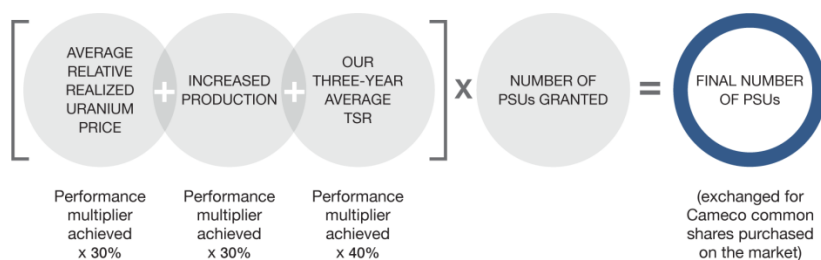 AVERAGE
RELATIVE
REALIZED
URANIUM
PRICE
+
INCREASED
PRODUCTION
+
OUR
THREE-YEAR
AVERAGE
TSR
X
NUMBER OF
PSUs GRANTED
=
FINAL NUMBER
OF PSUs
Performance
multiplier
achieved
x 30%
Performance
multiplier
achieved
x 30%
Performance
multiplier
achieved
x 40%
(exchanged for
Cameco common
shares purchased
on the market)